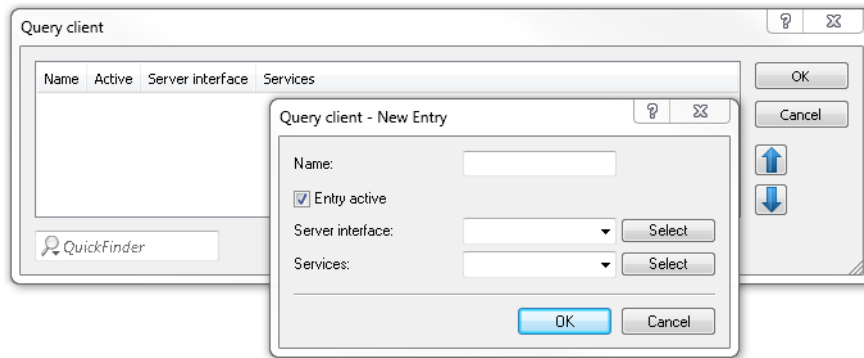 Query client
Name Active Server interface Services
OK
Cancel
QuickFinder
Query client - New Entry
Name:
Entry active
Server interface: Select
Services: Select
OK Cancel